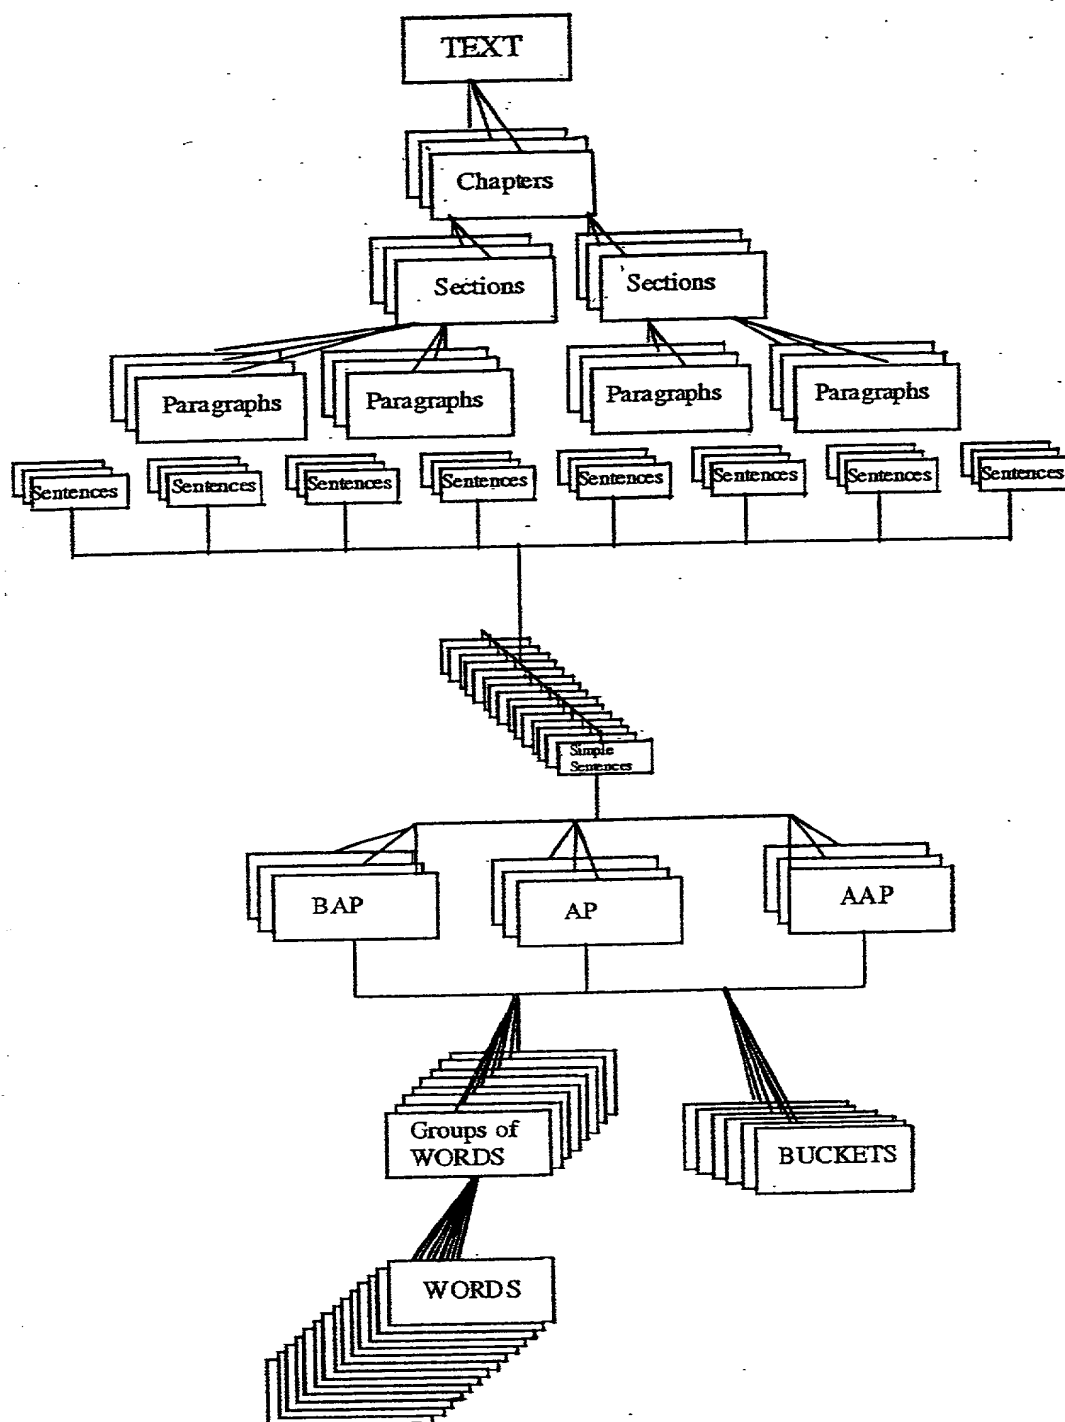 TEXT
Chapters
Sections
Sections
Paragraphs
Paragraphs
Paragraphs
Paragraphs
Sentences
Sentences
Sentences
Sentences
Sentences
Sentences
Sentences
Sentences
Simple
Sentences
BAP
AP
AAP
Groups of
WORDS
BUCKETS
WORDS